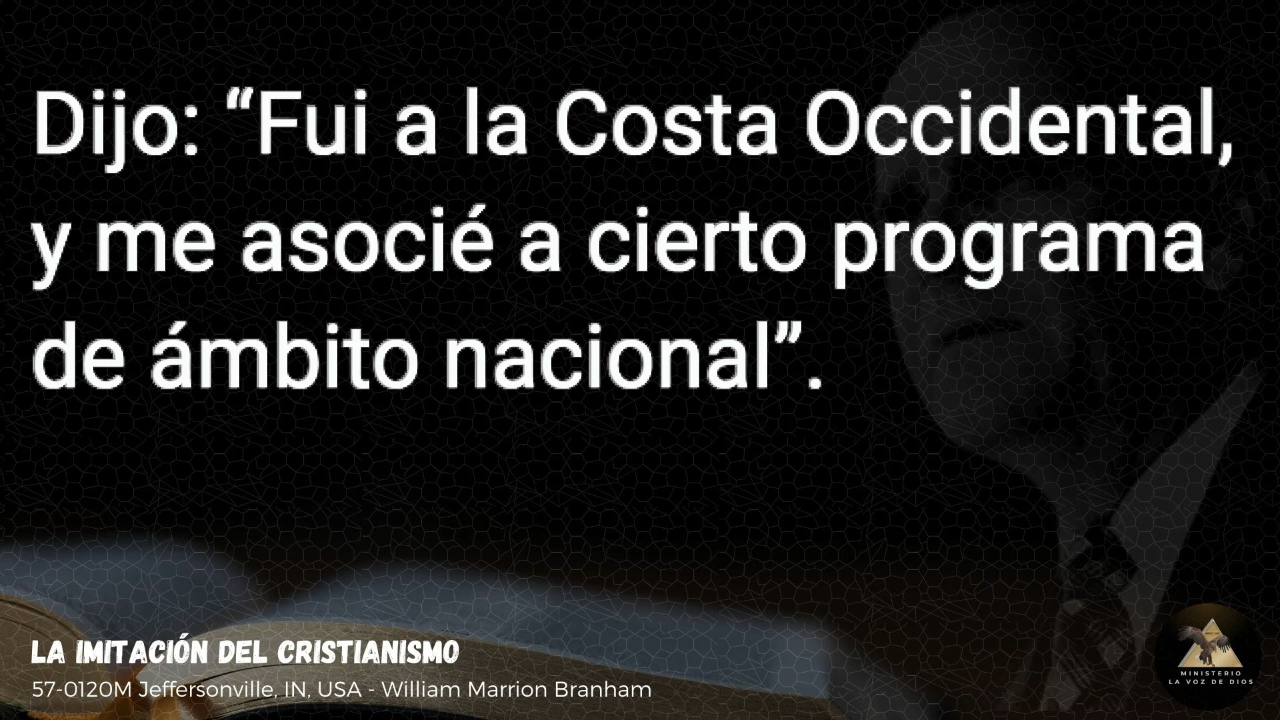 Dijo: “Fui a la Costa Occidental,
y me asocié a cierto programa
de ámbito nacional”.
LA IMITACIÓN DEL CRISTIANISMO
57-0120M Jeffersonville, IN, USA - William Marrion Branham
MINISTERIO
LA VOZ DE DIOS